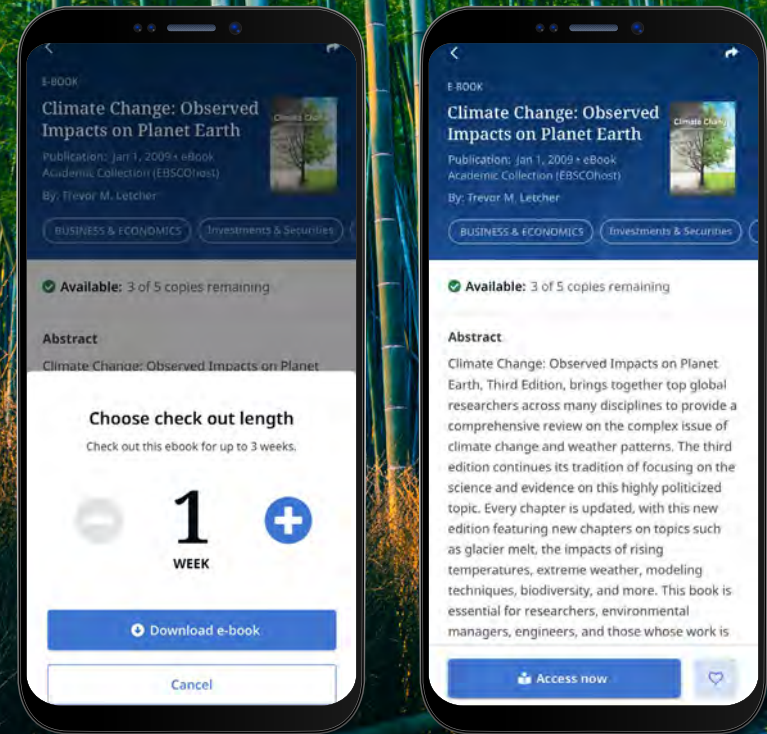 E-BOOK
Climate Change: Observed
Impacts on Planet Earth
Publication: Jan 1, 2009 • eBook
Academic Collection (EBSCOhost)
By: Trevor M. Letcher
Climate Change
BUSINESS & ECONOMICS
Investments & Securities
Available: 3 of 5 copies remaining
Abstract
Climate Change: Observed Impacts on Planet
Choose check out length
Check out this ebook for up to 3 weeks.
1
WEEK
Download e-book
Cancel
E-BOOK
Climate Change: Observed
Impacts on Planet Earth
Publication: Jan 1, 2009 • eBook
Academic Collection (EBSCOhost)
By: Trevor M. Letcher
Climate Chang
BUSINESS & ECONOMICS
Investments & Securities
Available: 3 of 5 copies remaining
Abstract
Climate Change: Observed Impacts on Planet
Earth, Third Edition, brings together top global
researchers across many disciplines to provide a
comprehensive review on the complex issue of
climate change and weather patterns. The third
edition continues its tradition of focusing on the
science and evidence on this highly politicized
topic. Every chapter is updated, with this new
edition featuring new chapters on topics such
as glacier melt, the impacts of rising
temperatures, extreme weather, modeling
techniques, biodiversity, and more. This book is
essential for researchers, environmental
managers, engineers, and those whose work is
Access now